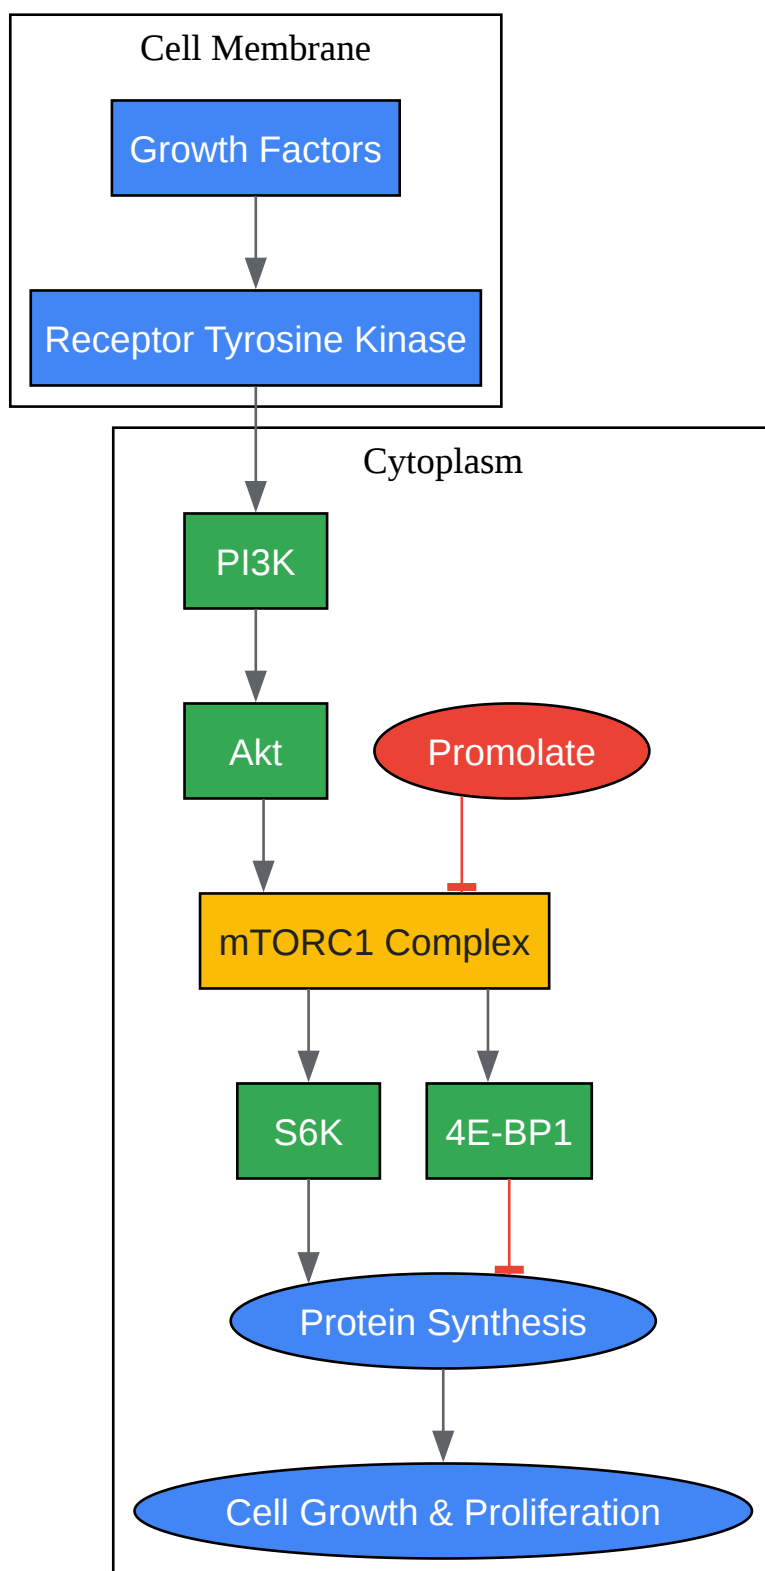 Cell Membrane
Growth Factors
Receptor Tyrosine Kinase
Cytoplasm
PI3K
Akt
Promolate
mTORC1 Complex
S6K
4E-BP1
Protein Synthesis
Cell Growth & Proliferation